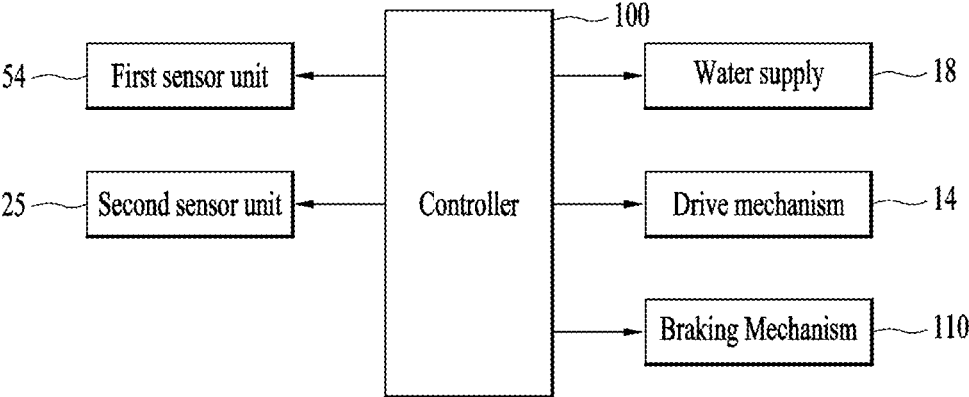 100
54 First sensor unit Water supply 18
25 Second sensor unit Controller Drive mechanism 14
Braking Mechanism 110